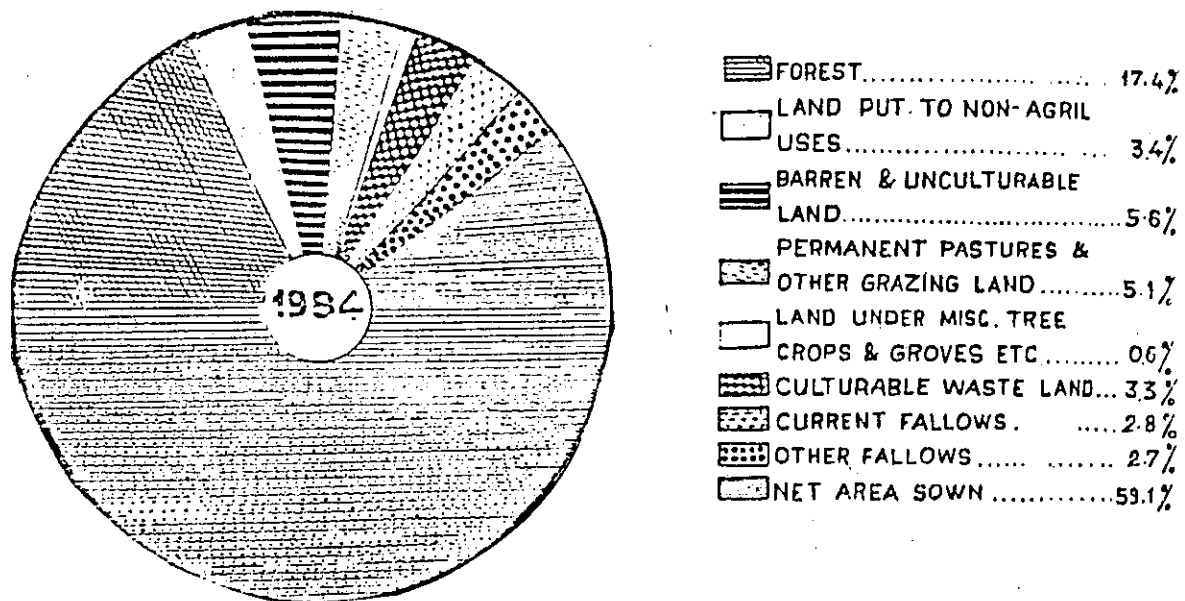 1984
FOREST.......................... 17.4%
LAND PUT. TO NON-AGRIL
USES.......................... 3.4%
BARREN & UNCULTURABLE
LAND.......................... 5.6%
PERMANENT PASTURES &
OTHER GRAZING LAND ......... 5.1%
LAND UNDER MISC. TREE
CROPS & GROVES ETC ......... 0.6%
CULTURABLE WASTE LAND... 3.3%
CURRENT FALLOWS. ..... 2.8%
OTHER FALLOWS ...... ....... 2.7%
NET AREA SOWN ............ 59.1%